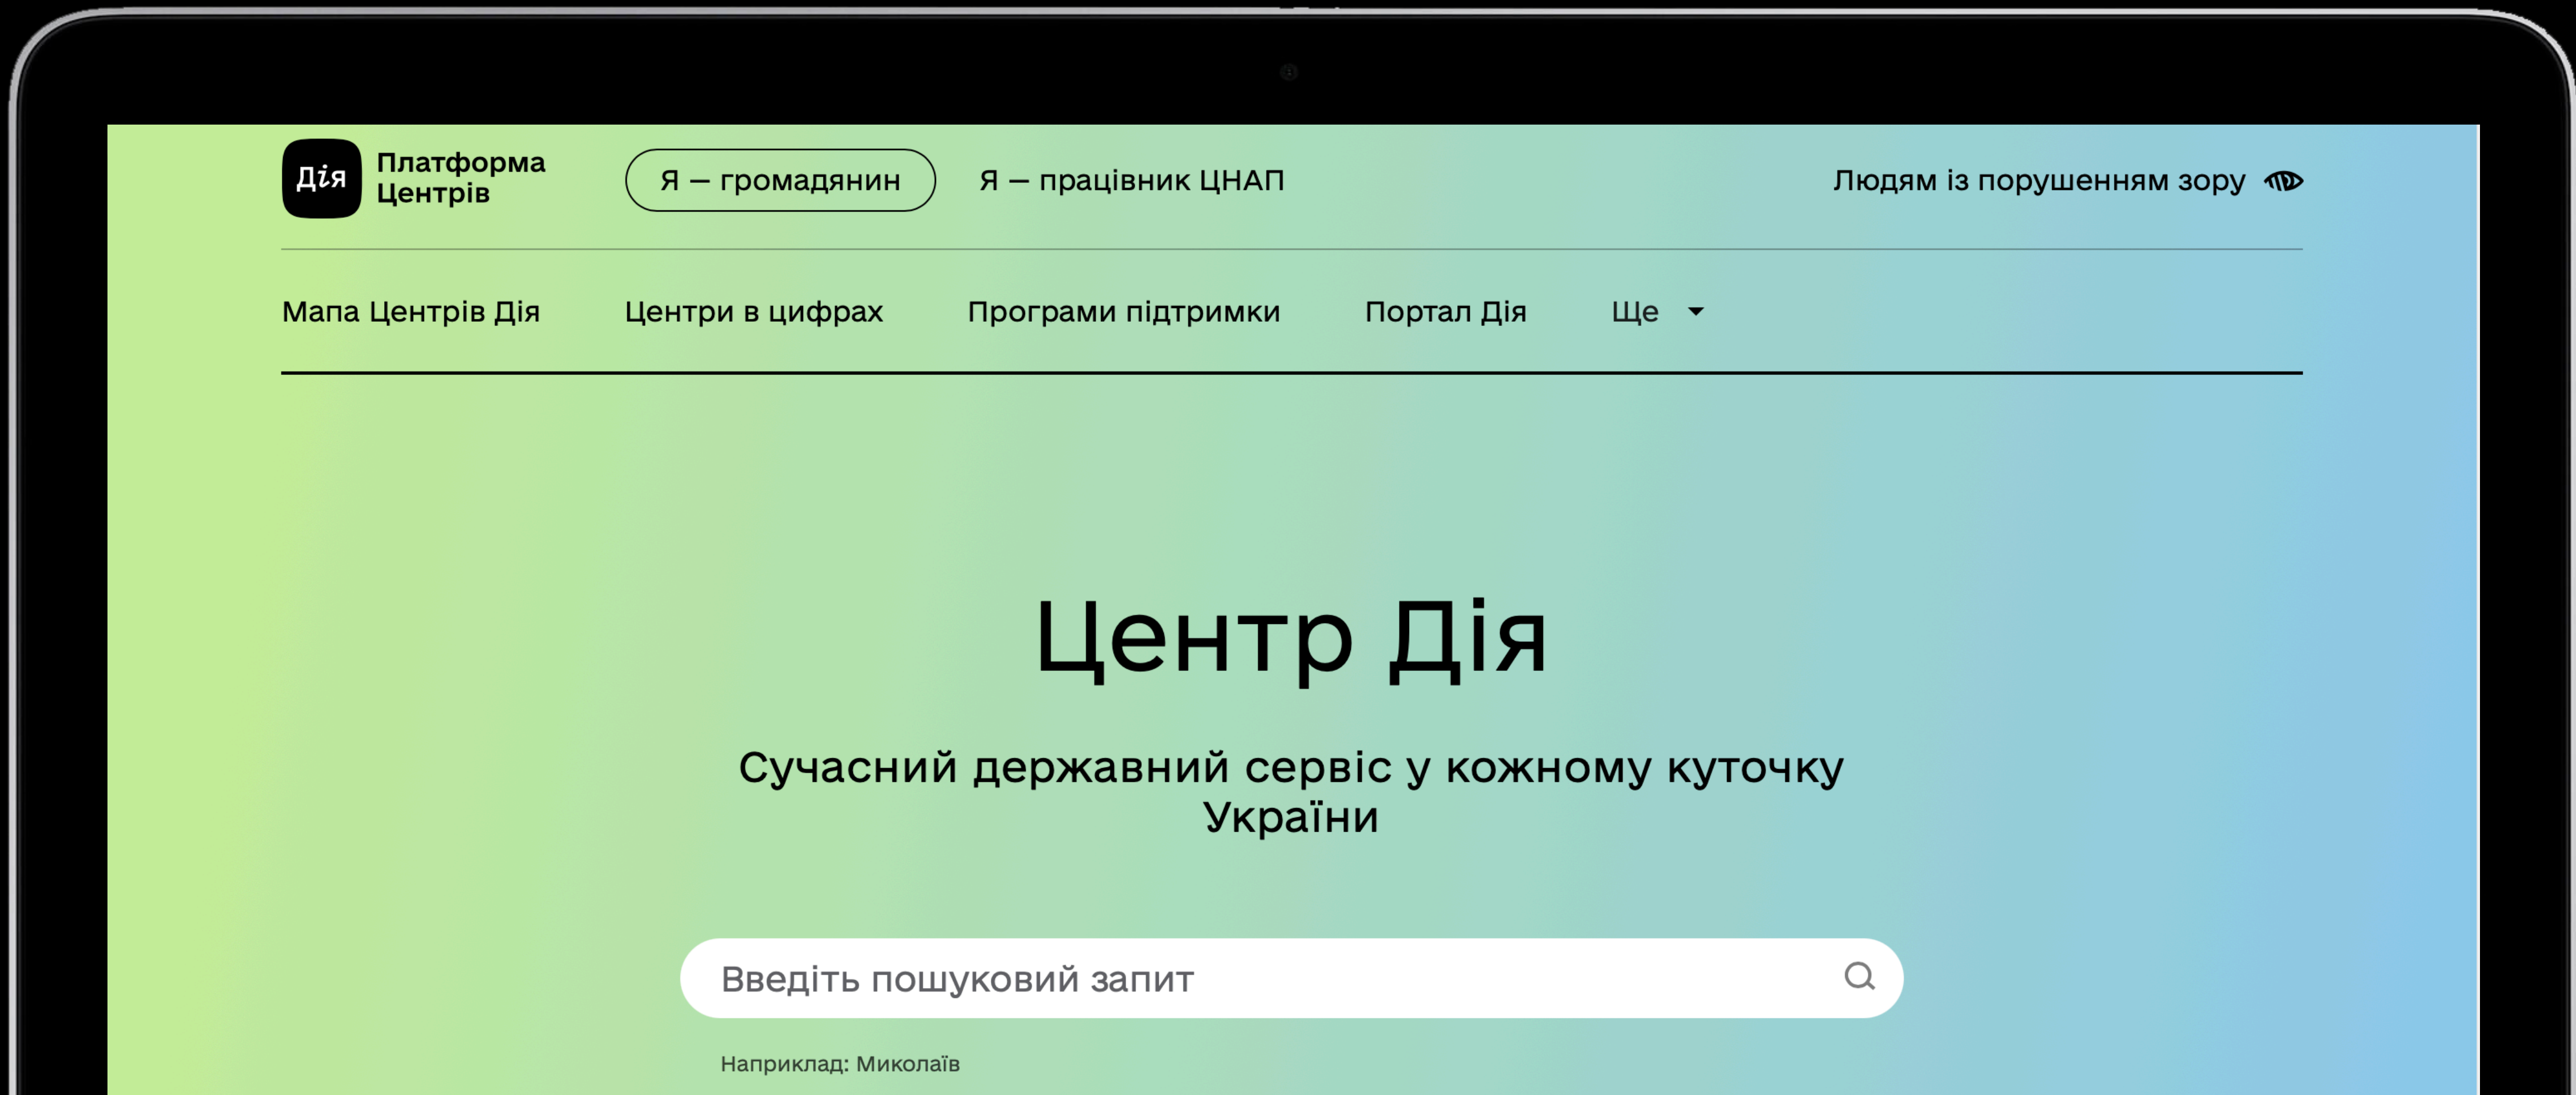 Дія
Платформа
Центрів
Я — громадянин
Я — працівник ЦНАП
Людям із порушенням зору
Мапа Центрів Дія
Центри в цифрах
Програми підтримки
Портал Дія
Ще
Центр Дія
Сучасний державний сервіс у кожному куточку
України
Введіть пошуковий запит
Наприклад: Миколаїв